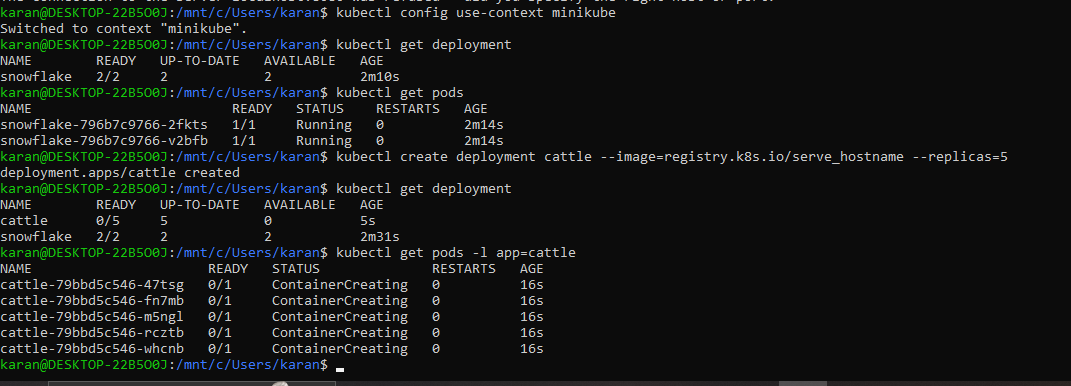 karan@DESKTOP-22B5O0J:/mnt/c/Users/karan$ kubectl config use-context minikube
Switched to context "minikube".
karan@DESKTOP-22B5O0J:/mnt/c/Users/karan$ kubectl get deployment
NAME        READY   UP-TO-DATE   AVAILABLE   AGE
snowflake   2/2     2            2           2m10s
karan@DESKTOP-22B5O0J:/mnt/c/Users/karan$ kubectl get pods
NAME                         READY   STATUS    RESTARTS   AGE
snowflake-796b7c9766-2fkts   1/1     Running   0          2m14s
snowflake-796b7c9766-v2bfb   1/1     Running   0          2m14s
karan@DESKTOP-22B5O0J:/mnt/c/Users/karan$ kubectl create deployment cattle --image=registry.k8s.io/serve_hostname --replicas=5
deployment.apps/cattle created
karan@DESKTOP-22B5O0J:/mnt/c/Users/karan$ kubectl get deployment
NAME        READY   UP-TO-DATE   AVAILABLE   AGE
cattle      0/5     5            0           5s
snowflake   2/2     2            2           2m31s
karan@DESKTOP-22B5O0J:/mnt/c/Users/karan$ kubectl get pods -l app=cattle
NAME                      READY   STATUS              RESTARTS   AGE
cattle-79bbd5c546-47tsg   0/1     ContainerCreating   0          16s
cattle-79bbd5c546-fn7mb   0/1     ContainerCreating   0          16s
cattle-79bbd5c546-m5ngl   0/1     ContainerCreating   0          16s
cattle-79bbd5c546-rcztb   0/1     ContainerCreating   0          16s
cattle-79bbd5c546-whcnb   0/1     ContainerCreating   0          16s
karan@DESKTOP-22B5O0J:/mnt/c/Users/karan$